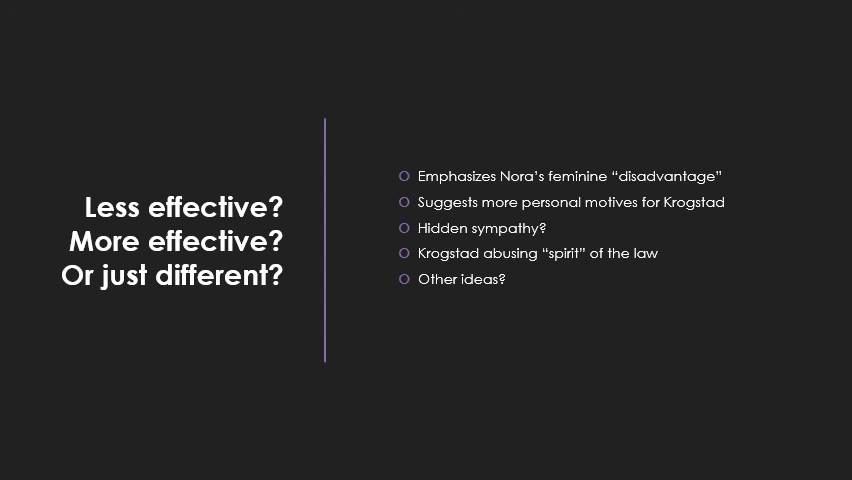 Less effective?
More effective?
Or just different?
Emphasizes Nora’s feminine “disadvantage”
Suggests more personal motives for Krogstad
Hidden sympathy?
Krogstad abusing “spirit” of the law
Other ideas?